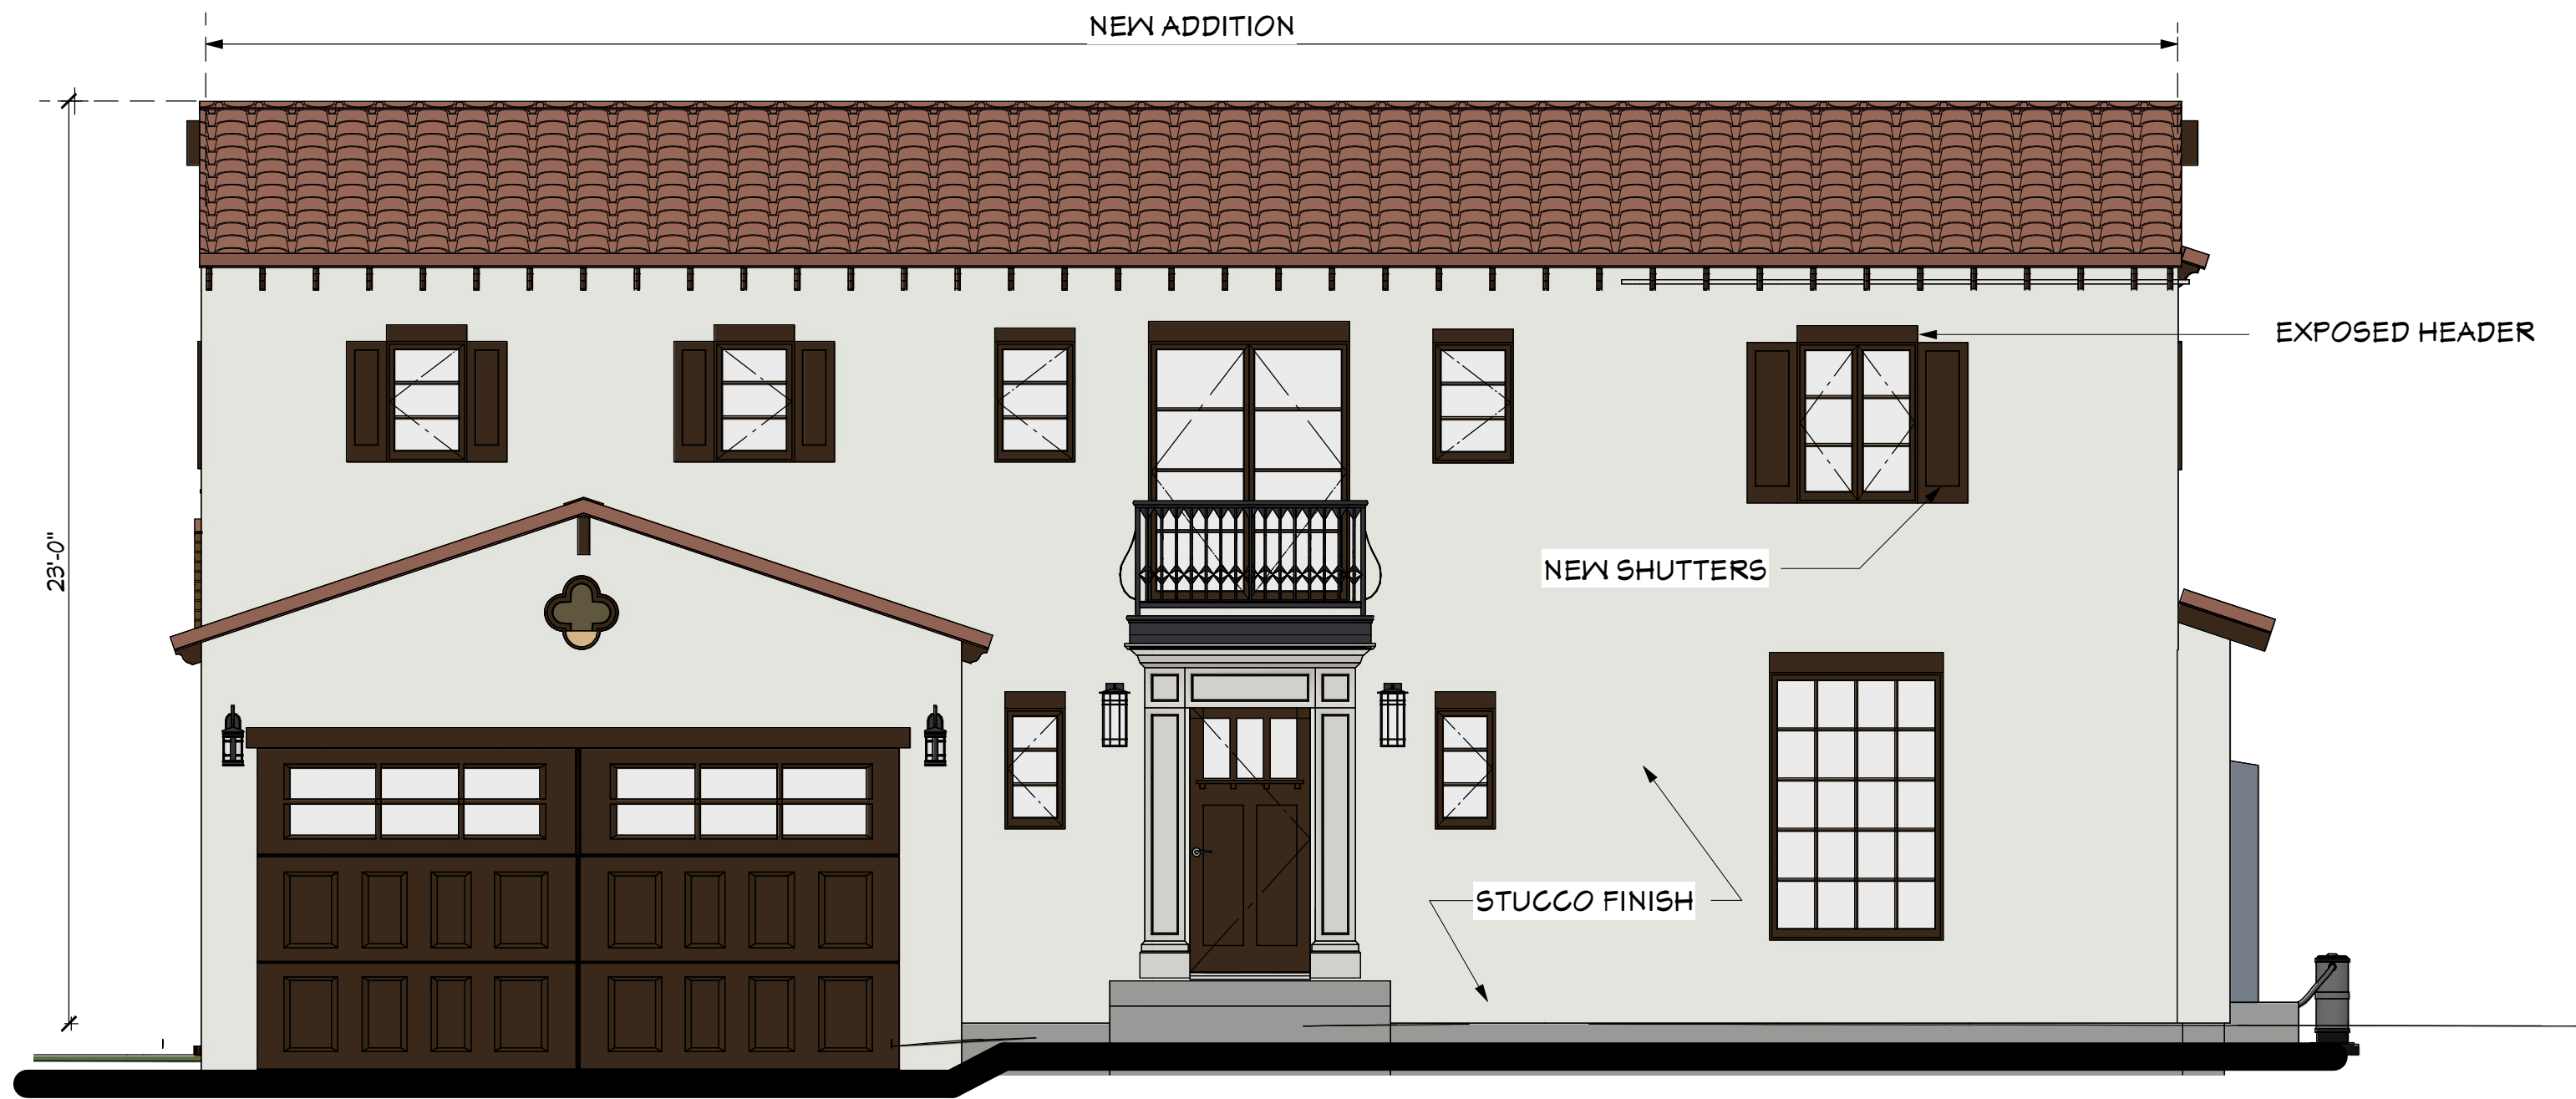 NEW ADDITION
EXPOSED HEADER
23'-0"
NEW SHUTTERS
STUCCO FINISH